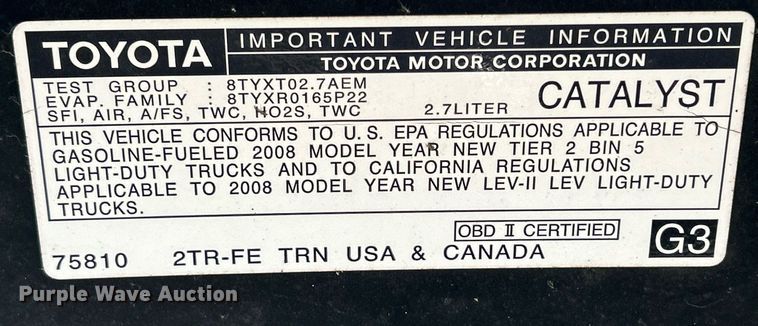 TOYOTA
IMPORTANT VEHICLE INFORMATION
TOYOTA MOTOR CORPORATION
TEST GROUP : 8TYXT02.7AEM
EVAP. FAMILY : 8TYXR0165P22
SFI, AIR, A/FS, TWC, HO2S, TWC 2.7LITER
CATALYST
THIS VEHICLE CONFORMS TO U.S. EPA REGULATIONS APPLICABLE TO
GASOLINE-FUELED 2008 MODEL YEAR NEW TIER 2 BIN 5
LIGHT-DUTY TRUCKS AND TO CALIFORNIA REGULATIONS
APPLICABLE TO 2008 MODEL YEAR NEW LEV-II LEV LIGHT-DUTY
TRUCKS.
OBD II CERTIFIED
75810 2TR-FE TRN USA & CANADA G3
Purple Wave Auction